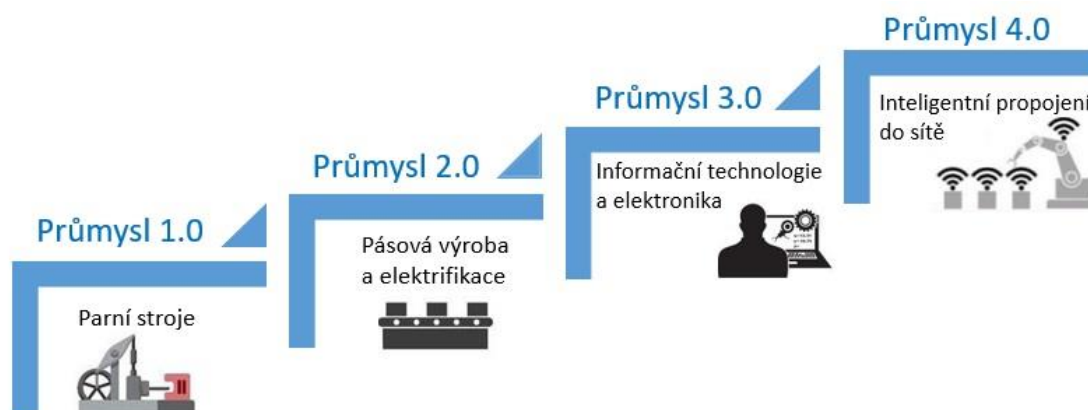 Průmysl 1.0
Parní stroje
Průmysl 2.0
Pásová výroba
a elektrifikace
Průmysl 3.0
Informační technologie
a elektronika
Průmysl 4.0
Inteligentní propojení
do sítě